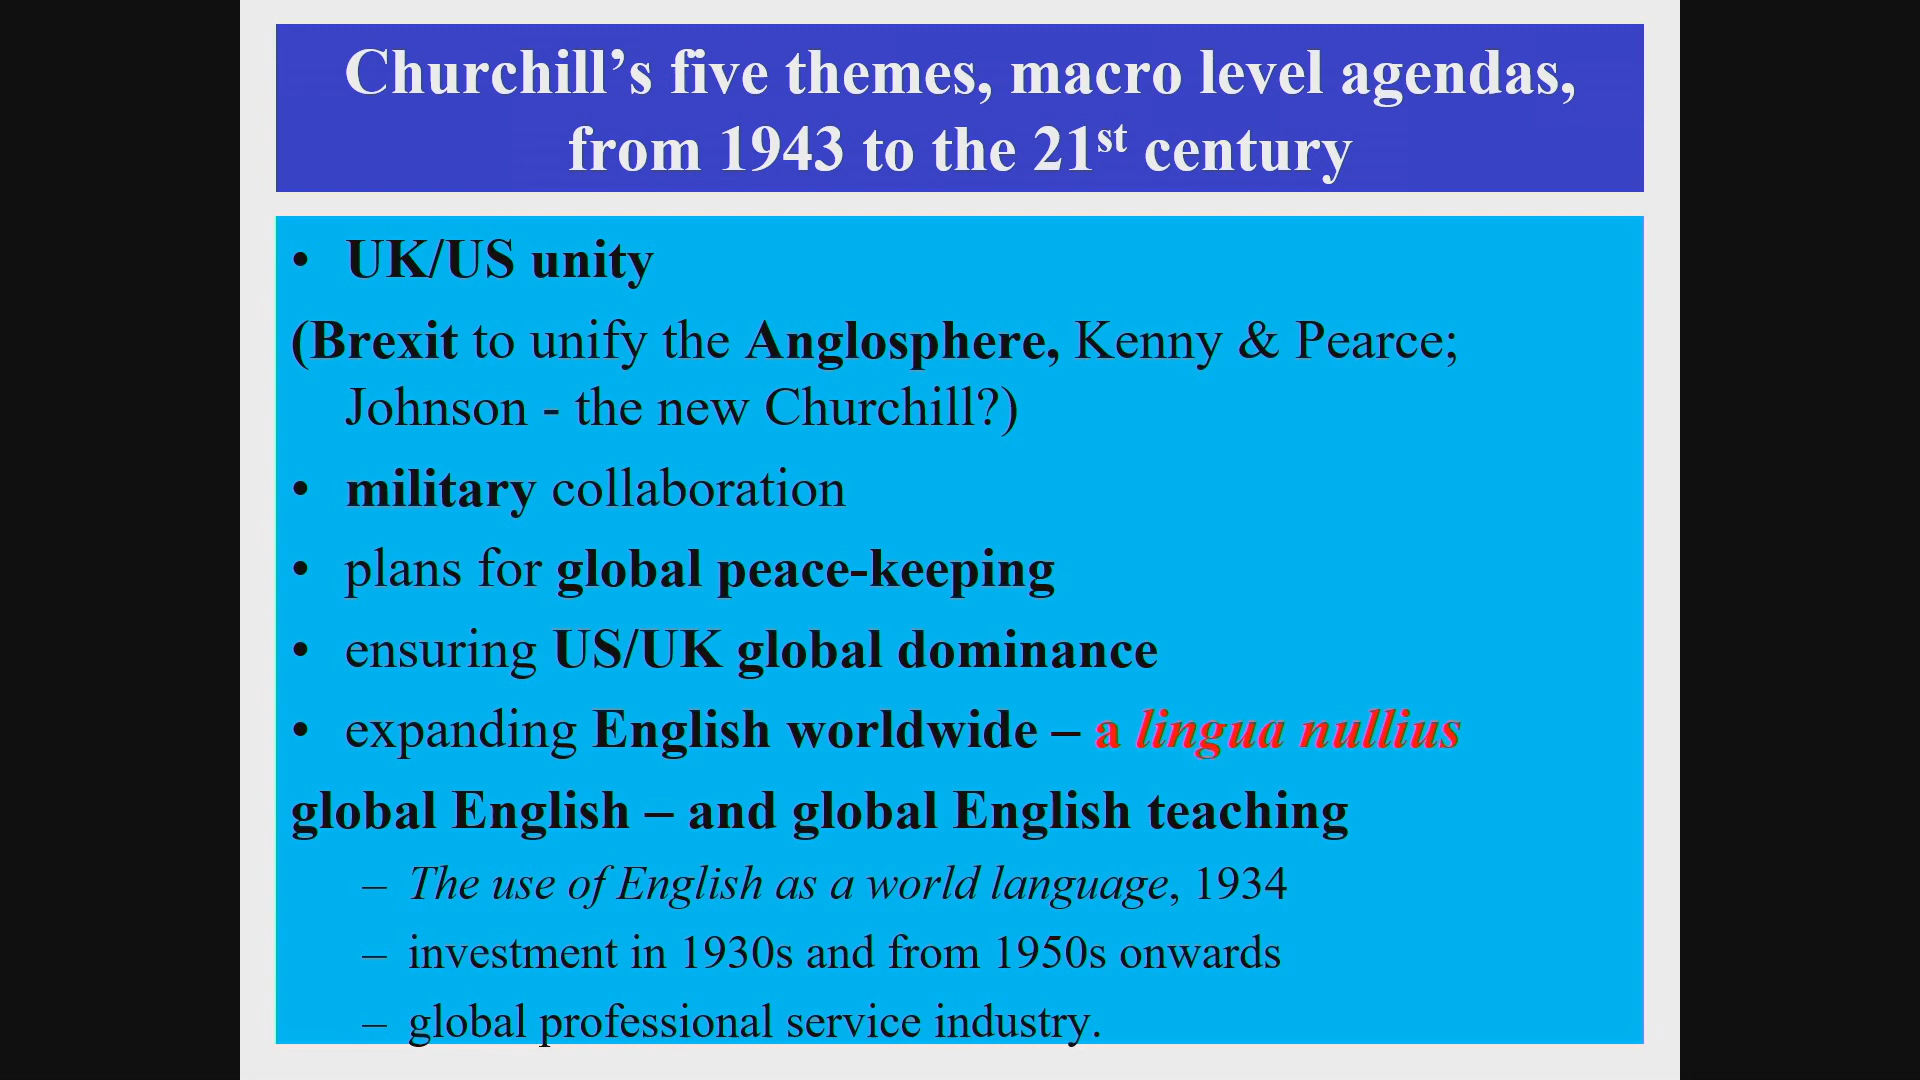 Churchill’s five themes, macro level agendas,
from 1943 to the 21st century
• UK/US unity
(Brexit to unify the Anglosphere, Kenny & Pearce;
Johnson - the new Churchill?)
• military collaboration
• plans for global peace-keeping
• ensuring US/UK global dominance
• expanding English worldwide – a lingua nullius
global English – and global English teaching
– The use of English as a world language, 1934
– investment in 1930s and from 1950s onwards
– global professional service industry.